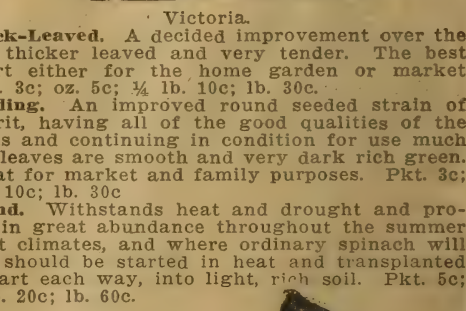 Victoria.
ck-Leaved. A decided improvement over the
thicker leaved and very tender. The best
rt either for the home garden or market
. 3c; oz. 5c; ¼ lb. 10c; lb. 30c.
ding. An improved round seeded strain of
rit, having all of the good qualities of the
s and continuing in condition for use much
leaves are smooth and very dark rich green.
at for market and family purposes. Pkt. 3c;
10c; lb. 30c
nd. Withstands heat and drought and pro-
in great abundance throughout the summer
t climates, and where ordinary spinach will
should be started in heat and transplanted
art each way, into light, rich soil. Pkt. 5c;
. 20c; lb. 60c.